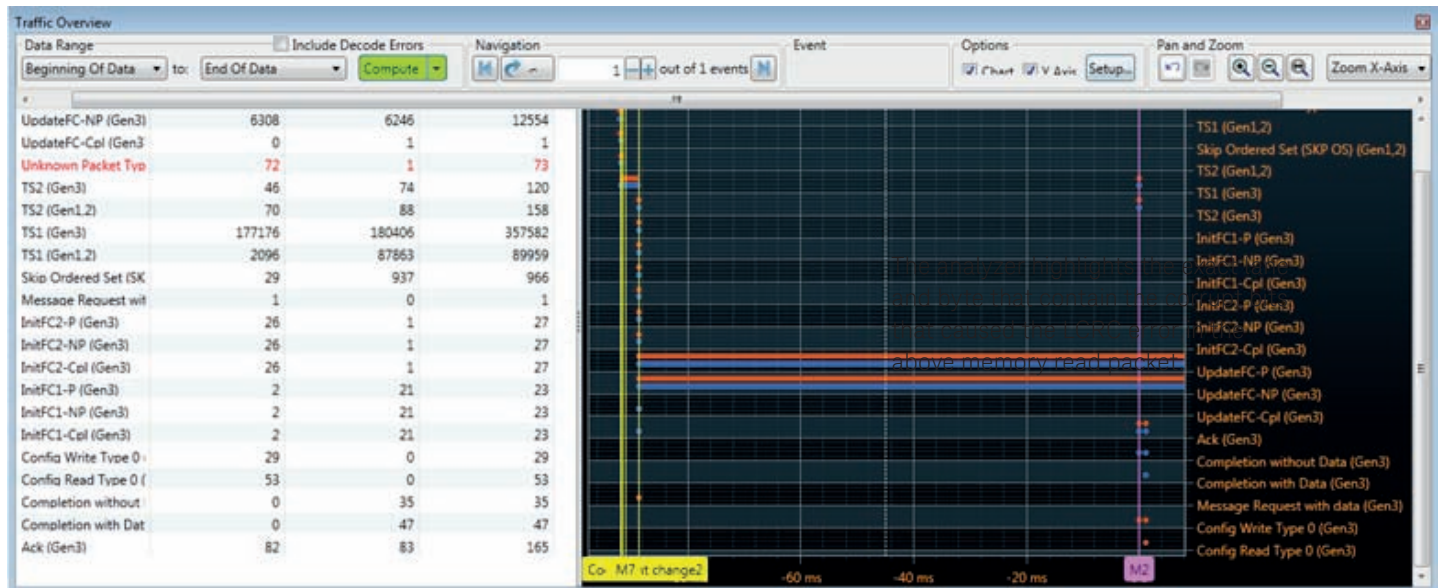 Traffic Overview
Data Range
Include Decode Errors
Navigation
Event
Options
Pan and Zoom
Beginning Of Data to: End Of Data Compute
1 out of 1 events
Chart Y Axis Setup...
Zoom X-Axis
UpdateFC-NP (Gen3) 6308 6246 12554
UpdateFC-Cpl (Gen3 0 1 1
Unknown Packet Typ 72 1 73
TS2 (Gen3) 46 74 120
TS2 (Gen1,2) 70 88 158
TS1 (Gen3) 177176 180406 357582
TS1 (Gen1,2) 2096 87863 89959
Skip Ordered Set (SK 29 937 966
Message Request wit 1 0 1
InitFC2-P (Gen3) 26 1 27
InitFC2-NP (Gen3) 26 1 27
InitFC2-Cpl (Gen3) 26 1 27
InitFC1-P (Gen3) 2 21 23
InitFC1-NP (Gen3) 2 21 23
InitFC1-Cpl (Gen3) 2 21 23
Config Write Type 0 29 0 29
Config Read Type 0 ( 53 0 53
Completion without 0 35 35
Completion with Dat 0 47 47
Ack (Gen3) 82 83 165
TS1 (Gen1,2)
Skip Ordered Set (SKP OS) (Gen1,2)
TS2 (Gen1,2)
TS1 (Gen3)
TS2 (Gen3)
InitFC1-P (Gen3)
InitFC1-NP (Gen3)
InitFC1-Cpl (Gen3)
InitFC2-P (Gen3)
InitFC2-NP (Gen3)
InitFC2-Cpl (Gen3)
UpdateFC-P (Gen3)
UpdateFC-NP (Gen3)
UpdateFC-Cpl (Gen3)
Ack (Gen3)
Completion without Data (Gen3)
Completion with Data (Gen3)
Message Request with data (Gen3)
Config Write Type 0 (Gen3)
Config Read Type 0 (Gen3)
above memory read packet
Co M7 it change2
-60 ms -40 ms -20 ms
M2